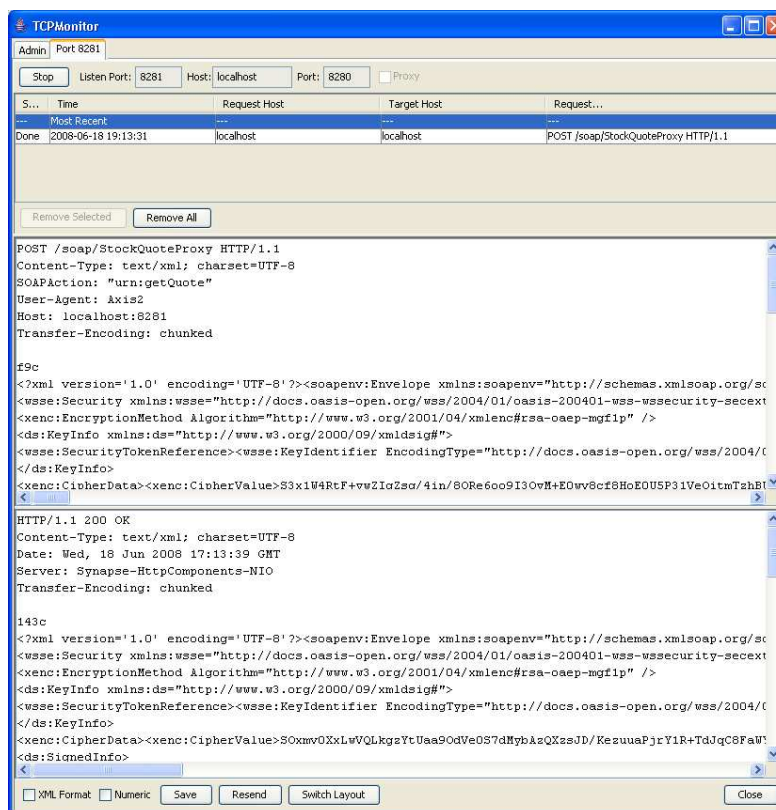 TCPMonitor
Admin Port 8281
Stop Listen Port: 8281 Host: localhost Port: 8280 Proxy
S... Time Request Host Target Host Request...
--- Most Recent --- --- ---
Done 2008-06-18 19:13:31 localhost localhost POST /soap/StockQuoteProxy HTTP/1.1
Remove Selected Remove All
POST /soap/StockQuoteProxy HTTP/1.1
Content-Type: text/xml; charset=UTF-8
SOAPAction: "urn:getQuote"
User-Agent: Axis2
Host: localhost:8281
Transfer-Encoding: chunked
f9c
<?xml version='1.0' encoding='UTF-8'?><soapenv:Envelope xmlns:soapenv="http://schemas.xmlsoap.org/so
<wsse:Security xmlns:wsse="http://docs.oasis-open.org/wss/2004/01/oasis-200401-wss-wssecurity-secext
<xenc:EncryptionMethod Algorithm="http://www.w3.org/2001/04/xmlenc#rsa-oaep-mgf1p" />
<ds:KeyInfo xmlns:ds="http://www.w3.org/2000/09/xmldsig#">
<wsse:SecurityTokenReference><wsse:KeyIdentifier EncodingType="http://docs.oasis-open.org/wss/2004/0
</ds:KeyInfo>
<xenc:CipherData><xenc:CipherValue>
HTTP/1.1 200 OK
Content-Type: text/xml; charset=UTF-8
Date: Wed, 18 Jun 2008 17:13:39 GMT
Server: Synapse-HttpComponents-NIO
Transfer-Encoding: chunked
143c
<?xml version='1.0' encoding='UTF-8'?><soapenv:Envelope xmlns:soapenv="http://schemas.xmlsoap.org/so
<wsse:Security xmlns:wsse="http://docs.oasis-open.org/wss/2004/01/oasis-200401-wss-wssecurity-secext
<xenc:EncryptionMethod Algorithm="http://www.w3.org/2001/04/xmlenc#rsa-oaep-mgf1p" />
<ds:KeyInfo xmlns:ds="http://www.w3.org/2000/09/xmldsig#">
<wsse:SecurityTokenReference><wsse:KeyIdentifier EncodingType="http://docs.oasis-open.org/wss/2004/0
</ds:KeyInfo>
<xenc:CipherData><xenc:CipherValue>
<ds:SignedInfo>
XML Format Numeric Save Resend Switch Layout Close